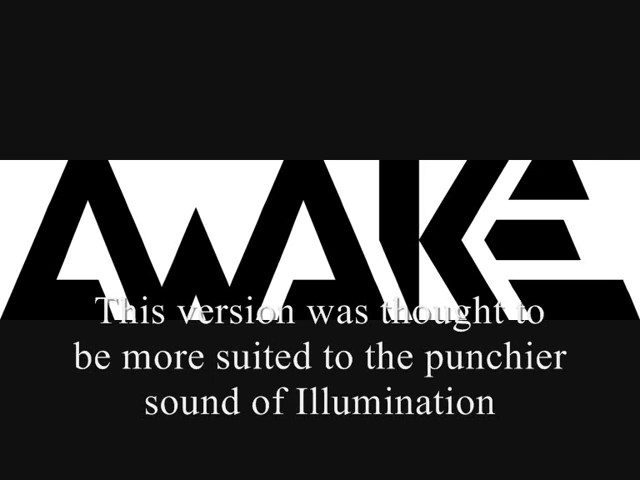 AWAKE
This version was thought to
be more suited to the punchier
sound of Illumination